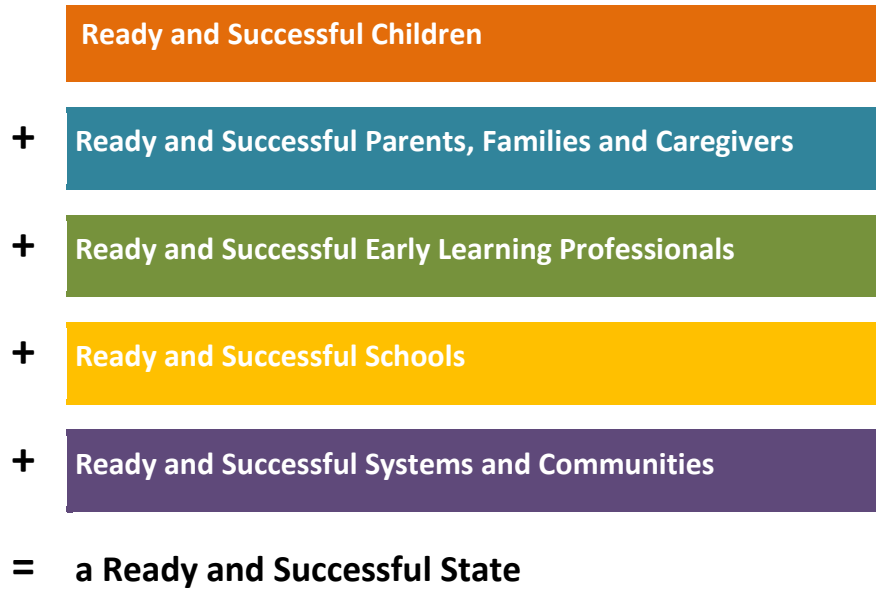 Ready and Successful Children
+ Ready and Successful Parents, Families and Caregivers
+ Ready and Successful Early Learning Professionals
+ Ready and Successful Schools
+ Ready and Successful Systems and Communities
= a Ready and Successful State